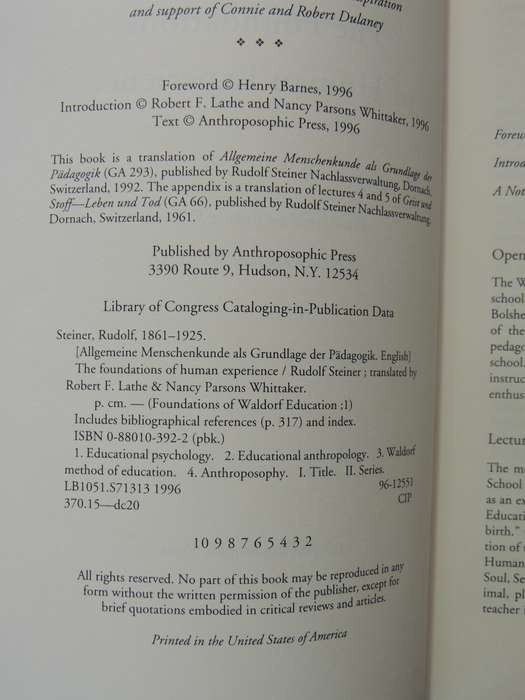 and support of Connie and Robert Dulaney
❖ ❖ ❖
Foreword © Henry Barnes, 1996
Introduction © Robert F. Lathe and Nancy Parsons Whittaker, 1996
Text © Anthroposophic Press, 1996
This book is a translation of Allgemeine Menschenkunde als Grundlage der
Pädagogik (GA 293), published by Rudolf Steiner Nachlassverwaltung, Dornach,
Switzerland, 1992. The appendix is a translation of lectures 4 and 5 of Geist und
Stoff—Leben und Tod (GA 66), published by Rudolf Steiner Nachlassverwaltung,
Dornach, Switzerland, 1961.
Published by Anthroposophic Press
3390 Route 9, Hudson, N.Y. 12534
Library of Congress Cataloging-in-Publication Data
Steiner, Rudolf, 1861–1925.
[Allgemeine Menschenkunde als Grundlage der Pädagogik. English]
The foundations of human experience / Rudolf Steiner ; translated by
Robert F. Lathe & Nancy Parsons Whittaker.
p. cm. — (Foundations of Waldorf Education ;1)
Includes bibliographical references (p. 317) and index.
ISBN 0-88010-392-2 (pbk.)
1. Educational psychology. 2. Educational anthropology. 3. Waldorf
method of education. 4. Anthroposophy. I. Title. II. Series.
LB1051.S71313 1996 96-12551
370.15—dc20 CIP
10 9 8 7 6 5 4 3 2
All rights reserved. No part of this book may be reproduced in any
form without the written permission of the publisher, except for
brief quotations embodied in critical reviews and articles.
Printed in the United States of America
A Not
Open
The W
school
Bolshe
of the
pedago
school.
instruc
enthus
Lectur
The m
School
as an ex
Educati
birth."
tion of
Human
Soul, Se
imal, pl
teacher